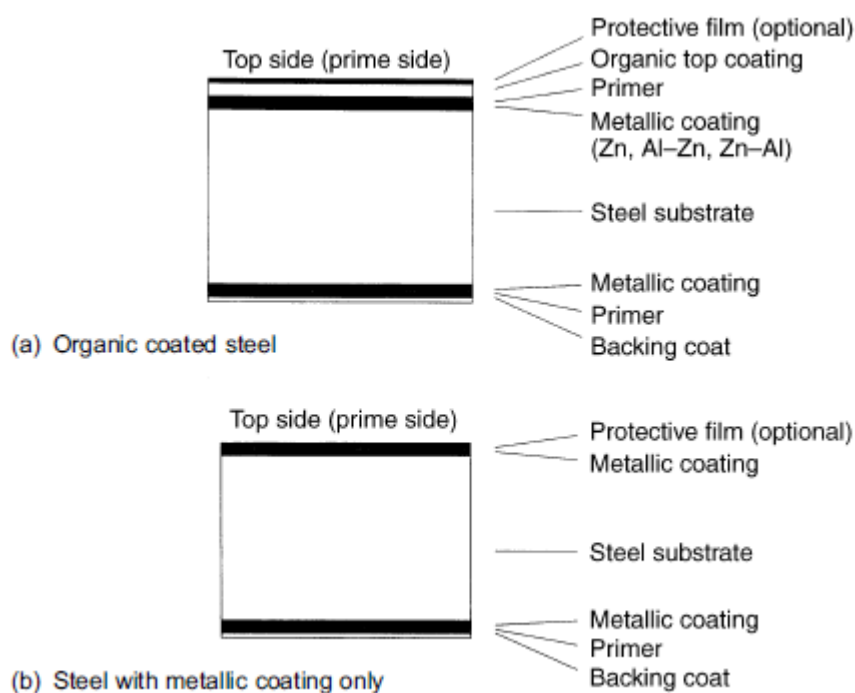 Protective film (optional)
Top side (prime side)
Organic top coating
Primer
Metallic coating
(Zn, Al–Zn, Zn–Al)
Steel substrate
Metallic coating
Primer
Backing coat
(a) Organic coated steel
Top side (prime side)
Protective film (optional)
Metallic coating
Steel substrate
Metallic coating
Primer
Backing coat
(b) Steel with metallic coating only